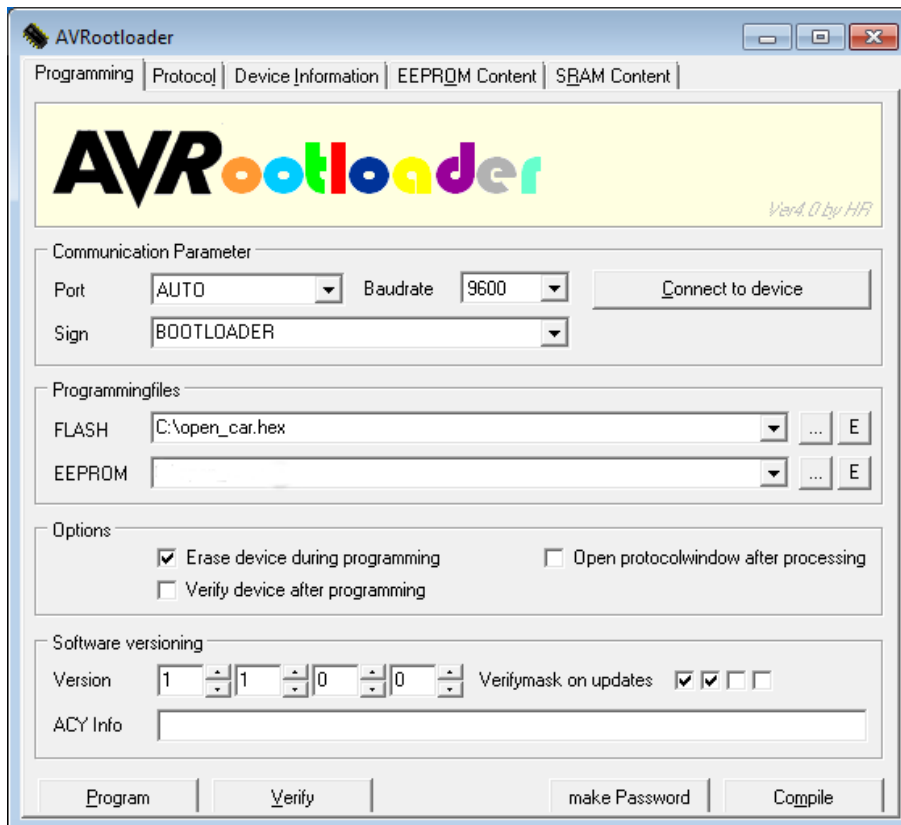 AVRootloader
Programming Protocol Device Information EEPROM Content SRAM Content
AVRootloader
Ver4.0 by HR
Communication Parameter
Port AUTO Baudrate 9600 Connect to device
Sign BOOTLOADER
Programmingfiles
FLASH C:\open_car.hex ... E
EEPROM ... E
Options
Erase device during programming Open protocolwindow after processing
Verify device after programming
Software versioning
Version 1 1 0 0 Verifymask on updates
ACY Info
Program Verify make Password Compile